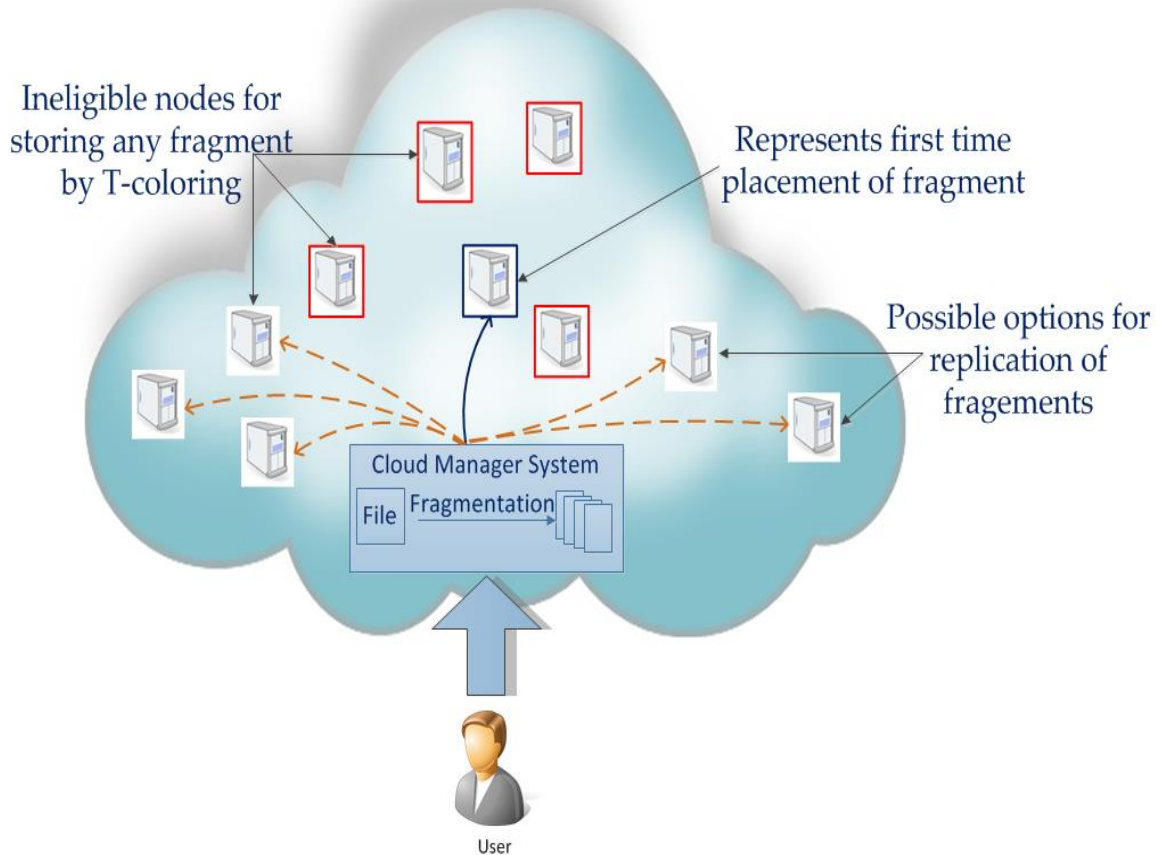 Ineligible nodes for
storing any fragment
by T-coloring
Represents first time
placement of fragment
Possible options for
replication of
fragements
Cloud Manager System
File
Fragmentation
User